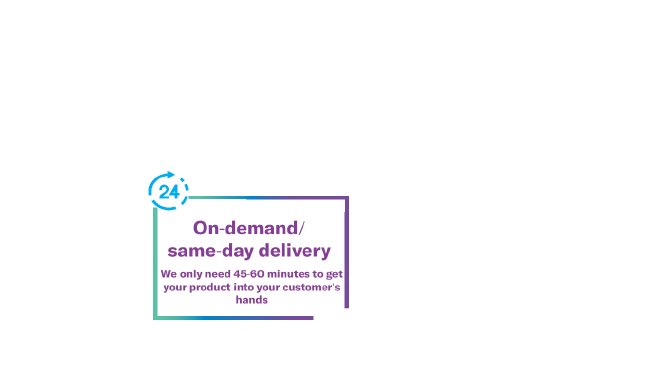 24
On-demand/
same-day delivery
We only need 45-60 minutes to get
your product into your customer's
hands